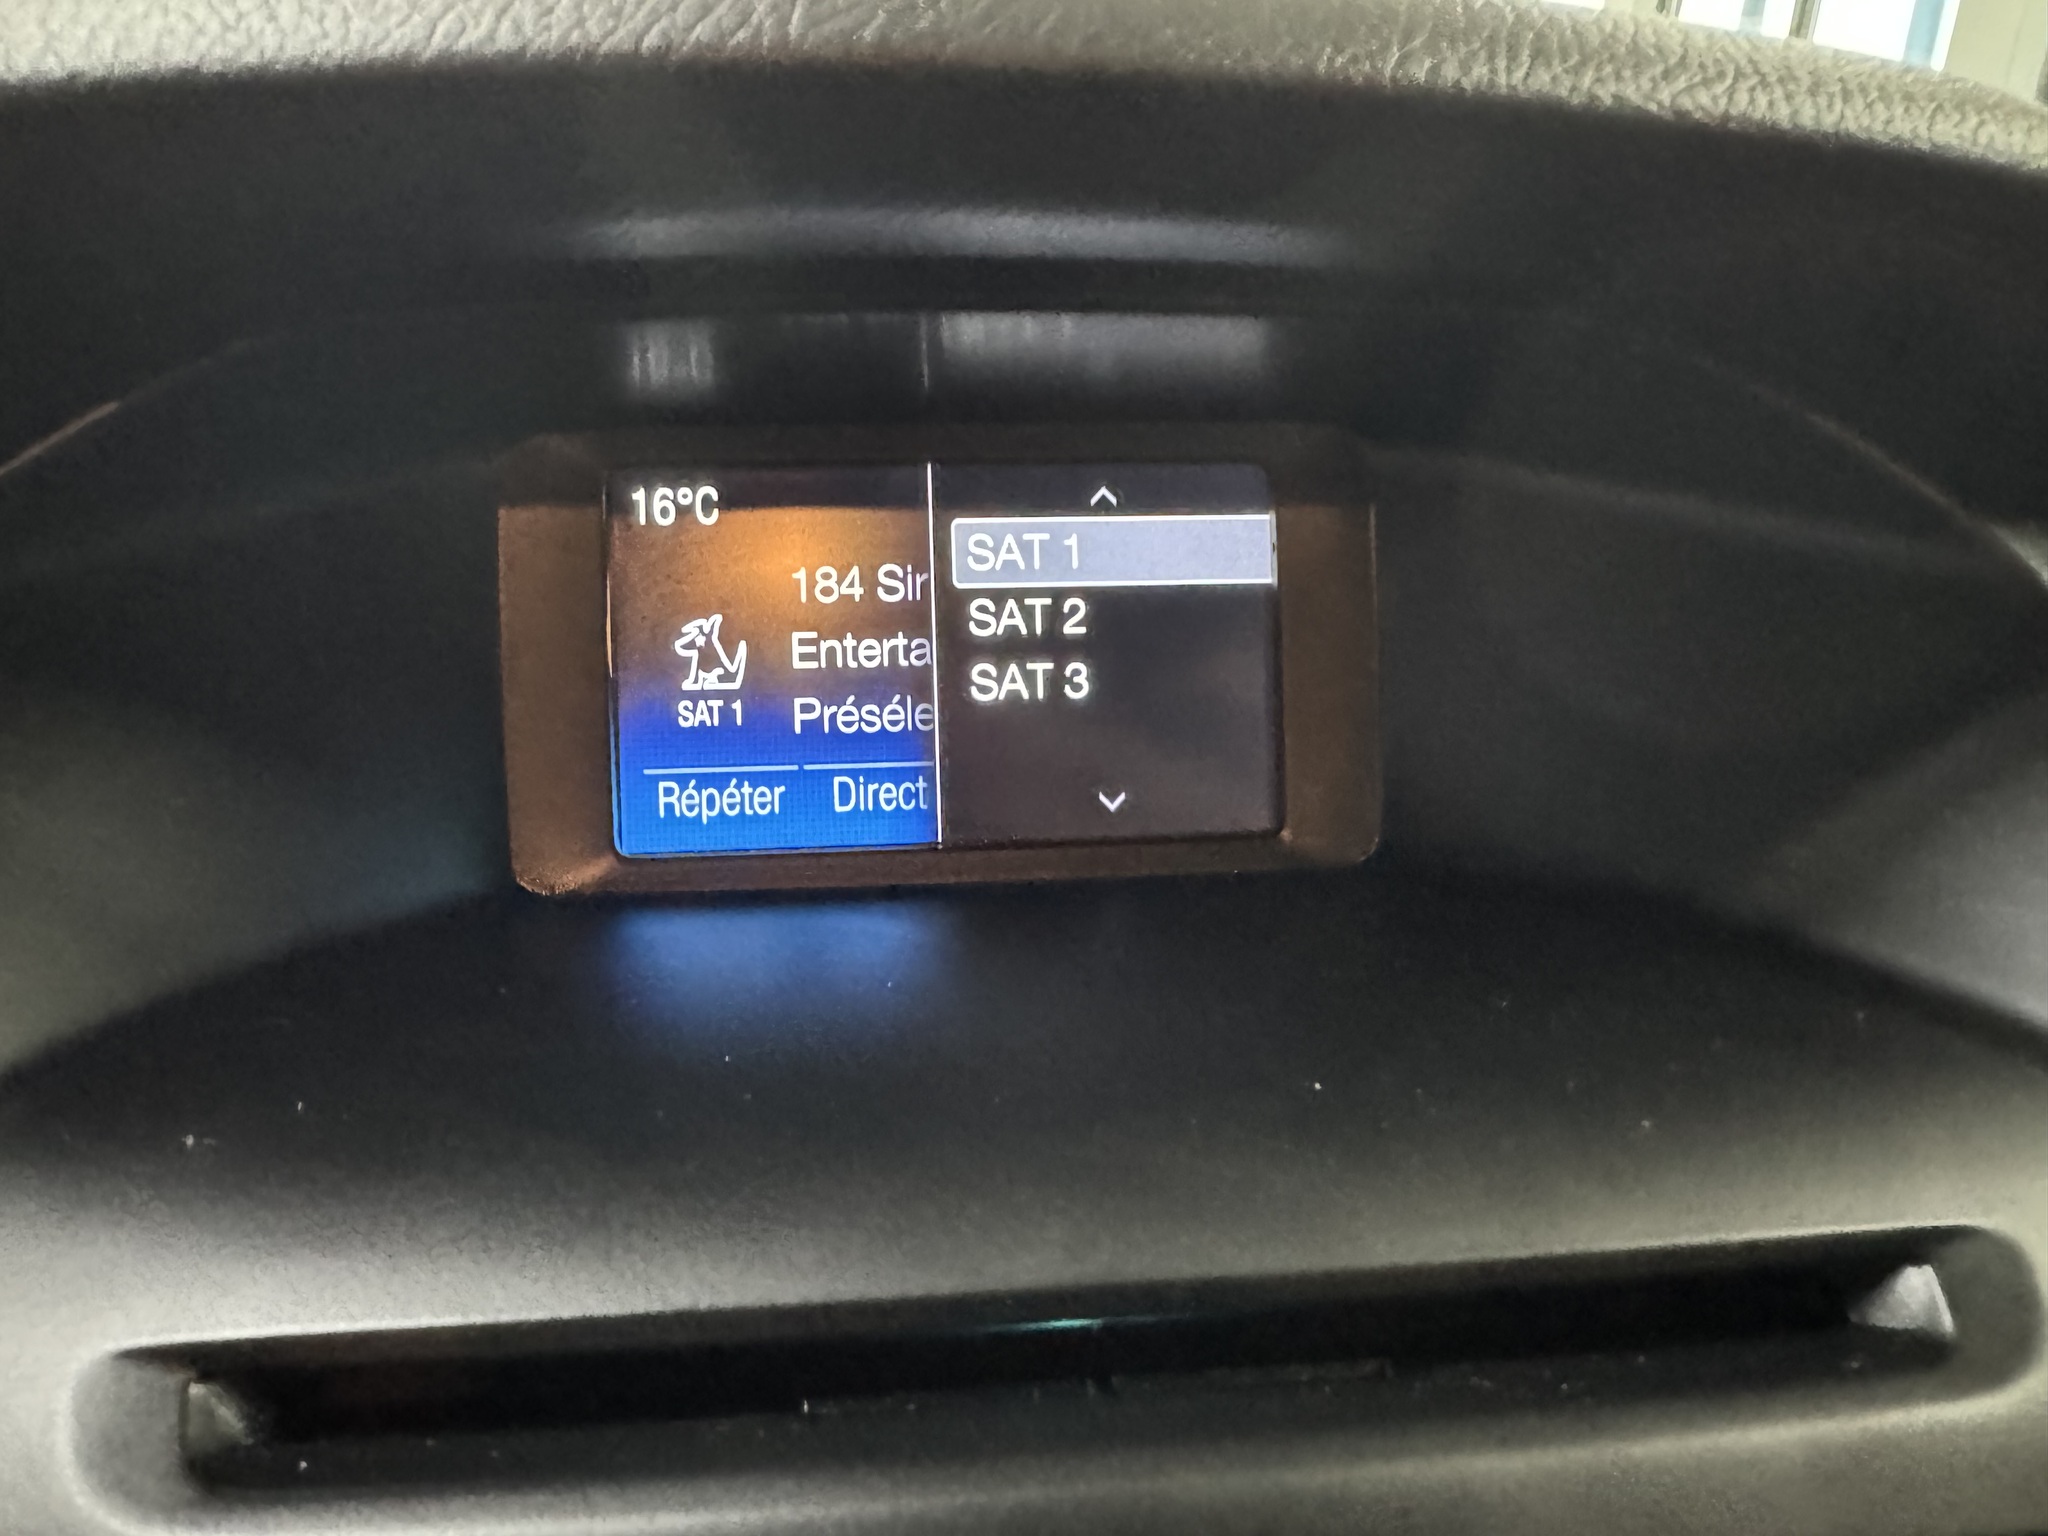 16°C
184 Sir
Enterta
SAT 1
Préséle
Répéter
Direct
SAT 1
SAT 2
SAT 3